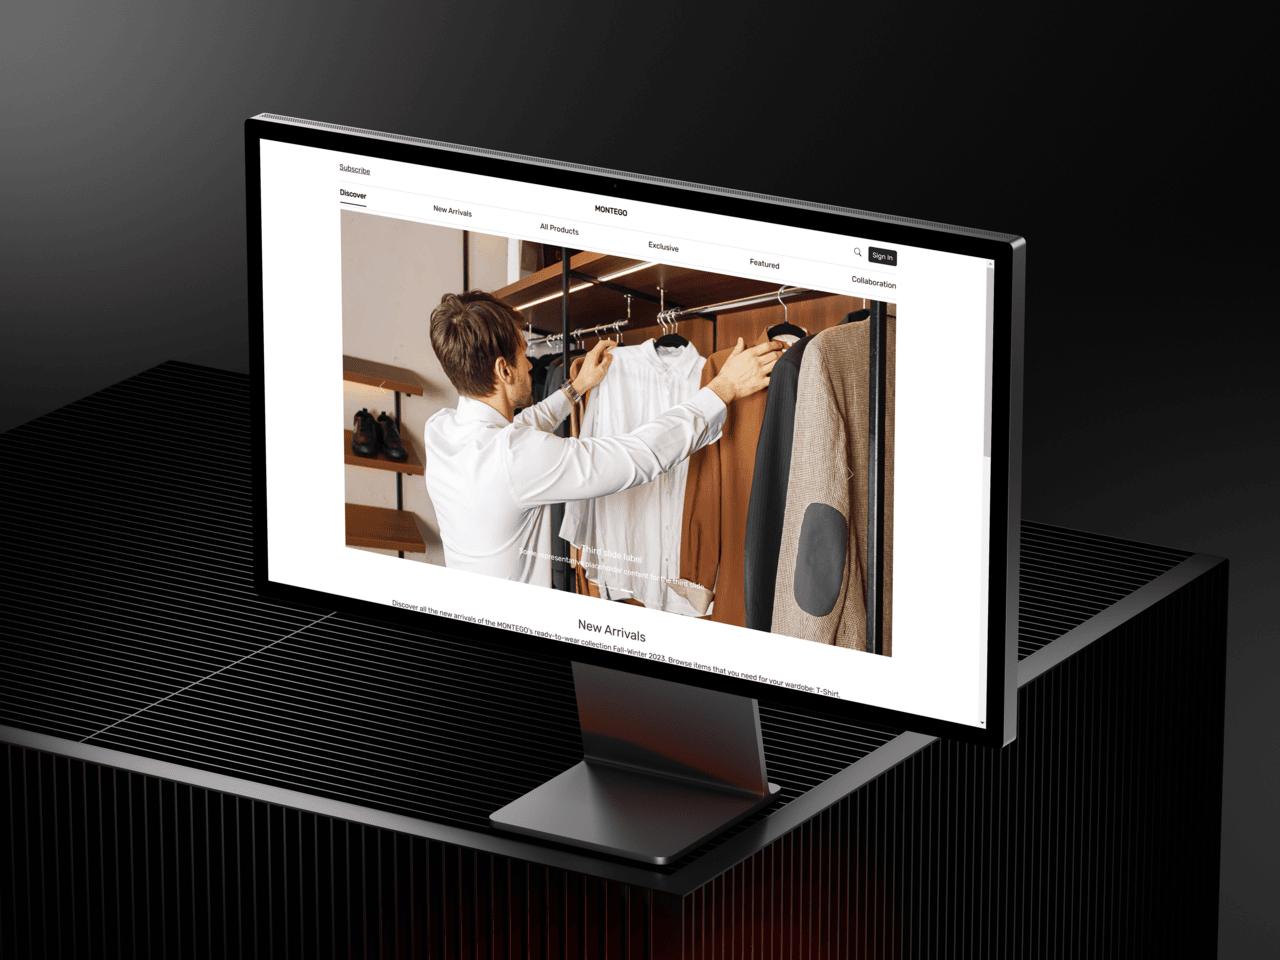 Subscribe
MONTEGO
Sign In
Discover
New Arrivals
All Products
Exclusive
Featured
Collaboration
Third slide label
Some representative placeholder content for the third slide.
New Arrivals
Discover all the new arrivals of the MONTEGO's ready-to-wear collection Fall-Winter 2023. Browse items that you need for your wardobe: T-Shirt,